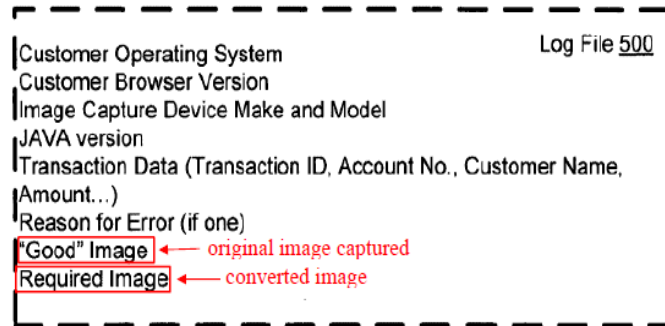 Log File 500
Customer Operating System
Customer Browser Version
Image Capture Device Make and Model
JAVA version
Transaction Data (Transaction ID, Account No., Customer Name,
Amount...)
Reason for Error (if one)
"Good" Image original image captured
Required Image converted image